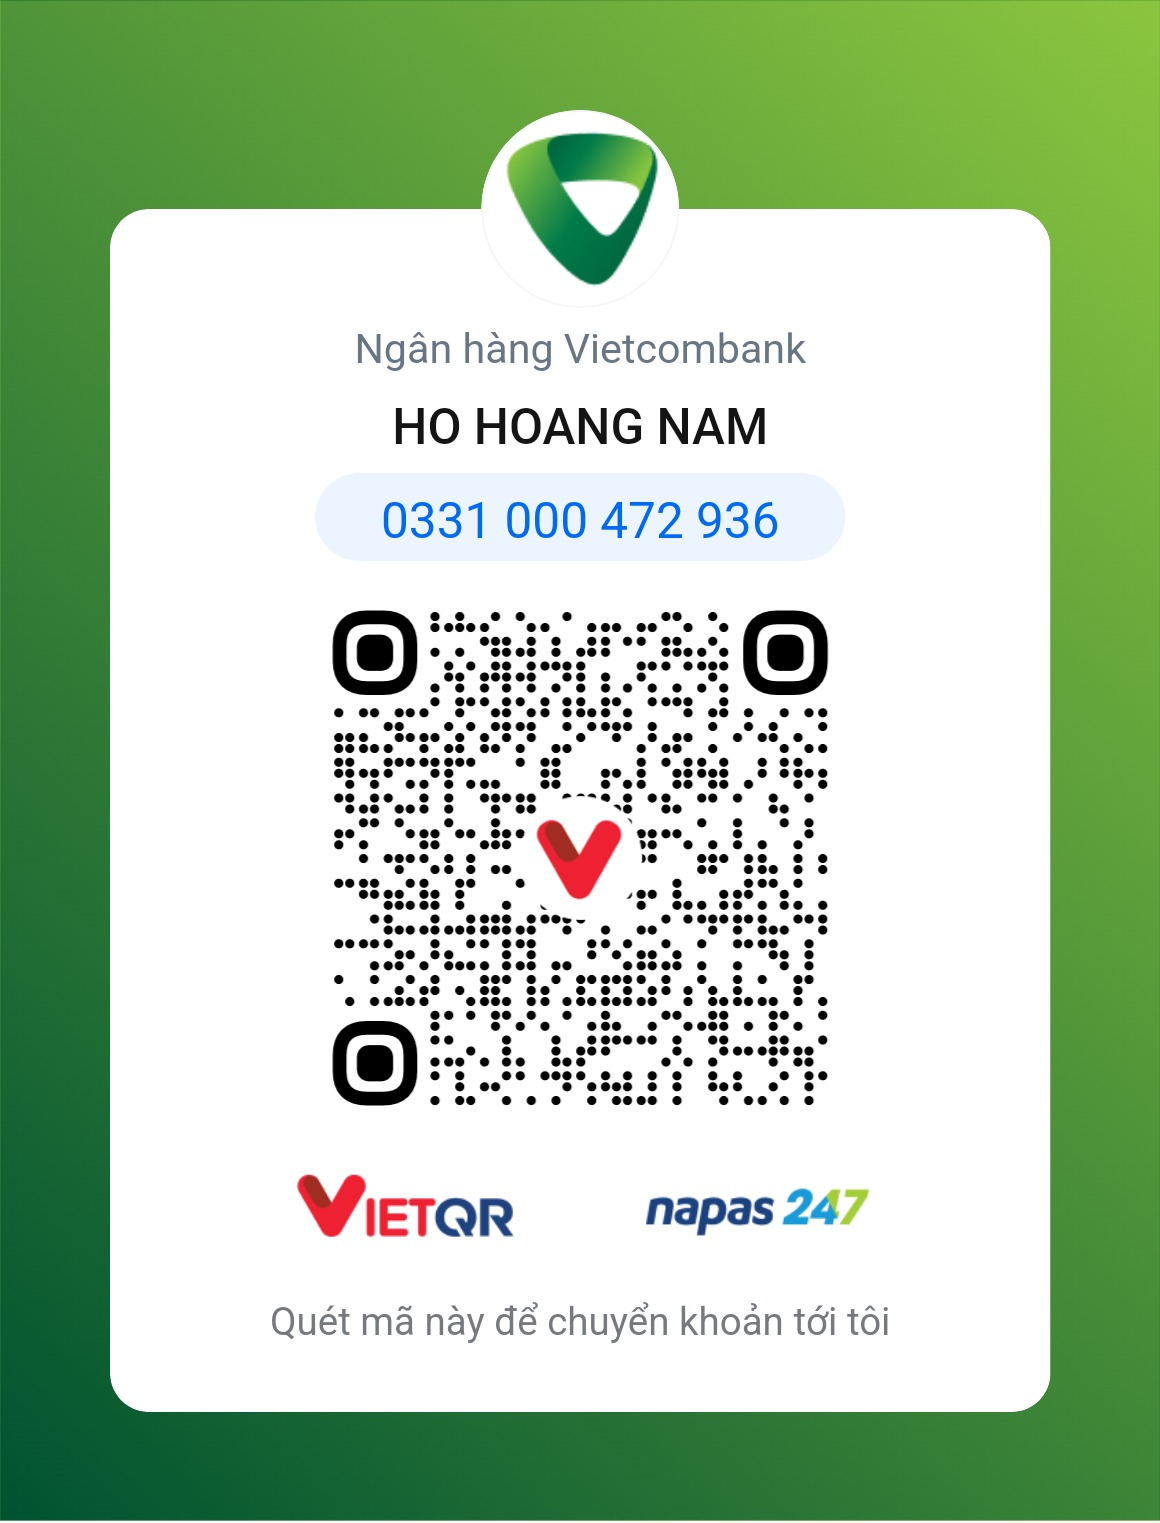 Ngân hàng Vietcombank
HO HOANG NAM
0331 000 472 936
VIETQR
napas 247
Quét mã này để chuyển khoản tới tôi